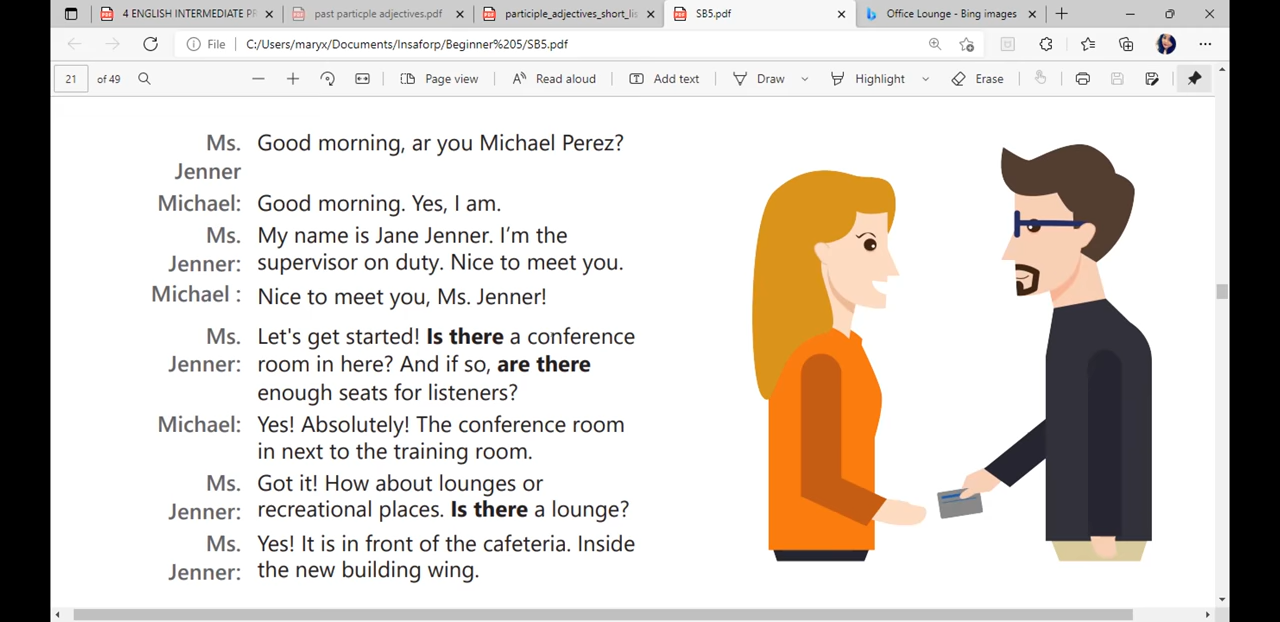 4 ENGLISH INTERMEDIATE PF
past participle adjectives.pdf
participle_adjectives_short_lis
SB5.pdf
Office Lounge - Bing images
File C:/Users/maryx/Documents/Insaforp/Beginner%205/SB5.pdf
21 of 49 Page view Read aloud Add text Draw Highlight Erase
Ms. Good morning, ar you Michael Perez?
Jenner
Michael: Good morning. Yes, I am.
Ms. My name is Jane Jenner. I'm the
Jenner: supervisor on duty. Nice to meet you.
Michael : Nice to meet you, Ms. Jenner!
Ms. Let's get started! Is there a conference
Jenner: room in here? And if so, are there
enough seats for listeners?
Michael: Yes! Absolutely! The conference room
in next to the training room.
Ms. Got it! How about lounges or
Jenner: recreational places. Is there a lounge?
Ms. Yes! It is in front of the cafeteria. Inside
Jenner: the new building wing.